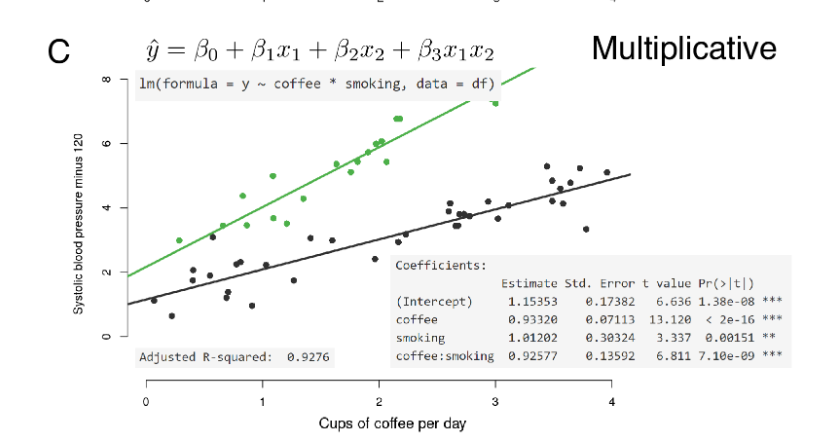 C
ŷ = β0 + β1x1 + β2x2 + β3x1x2
Multiplicative
lm(formula = y ~ coffee * smoking, data = df)
Systolic blood pressure minus 120
8
6
4
2
0
Coefficients:
Estimate Std. Error t value Pr(>|t|)
(Intercept) 1.15353 0.17382 6.636 1.38e-08 ***
coffee 0.93320 0.07113 13.120 < 2e-16 ***
smoking 1.01202 0.30324 3.337 0.00151 **
coffee:smoking 0.92577 0.13592 6.811 7.10e-09 ***
Adjusted R-squared: 0.9276
0 1 2 3 4
Cups of coffee per day